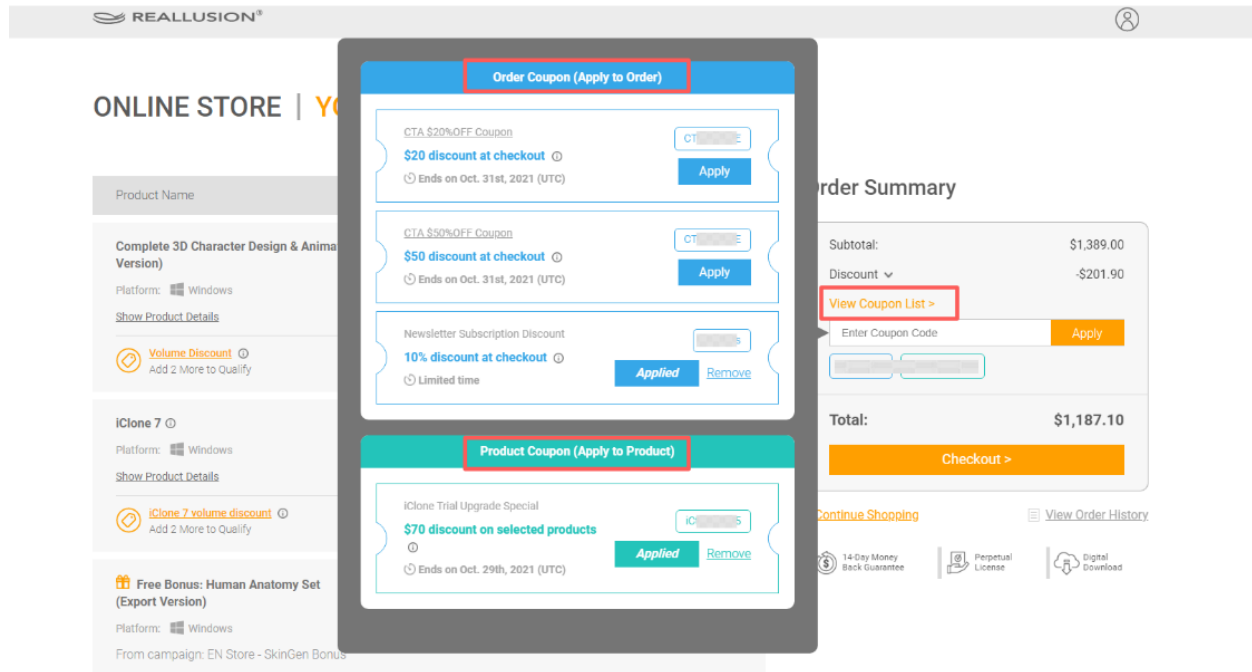 REALLUSION®
ONLINE STORE |
Product Name
Complete 3D Character Design &
Version)
Platform: Windows
Show Product Details
Volume Discount
Add 2 More to Qualify
iClone 7
Platform: Windows
Show Product Details
iClone 7 volume discount
Add 2 More to Qualify
Free Bonus: Human Anatomy Set
(Export Version)
Platform: Windows
From campaign: EN Store - SkinGen Bonus
Order Coupon (Apply to Order)
CTA $20%OFF Coupon
$20 discount at checkout
Ends on Oct. 31st, 2021 (UTC)
Apply
CTA $50%OFF Coupon
$50 discount at checkout
Ends on Oct. 31st, 2021 (UTC)
Apply
Newsletter Subscription Discount
10% discount at checkout
Limited time
Applied Remove
Product Coupon (Apply to Product)
iClone Trial Upgrade Special
$70 discount on selected products
Ends on Oct. 29th, 2021 (UTC)
Applied Remove
Summary
Subtotal: $1,389.00
Discount -$201.90
View Coupon List >
Enter Coupon Code Apply
Total: $1,187.10
Checkout >
Continue Shopping View Order History
14-Day Money
Back Guarantee
Perpetual
License
Digital
Download